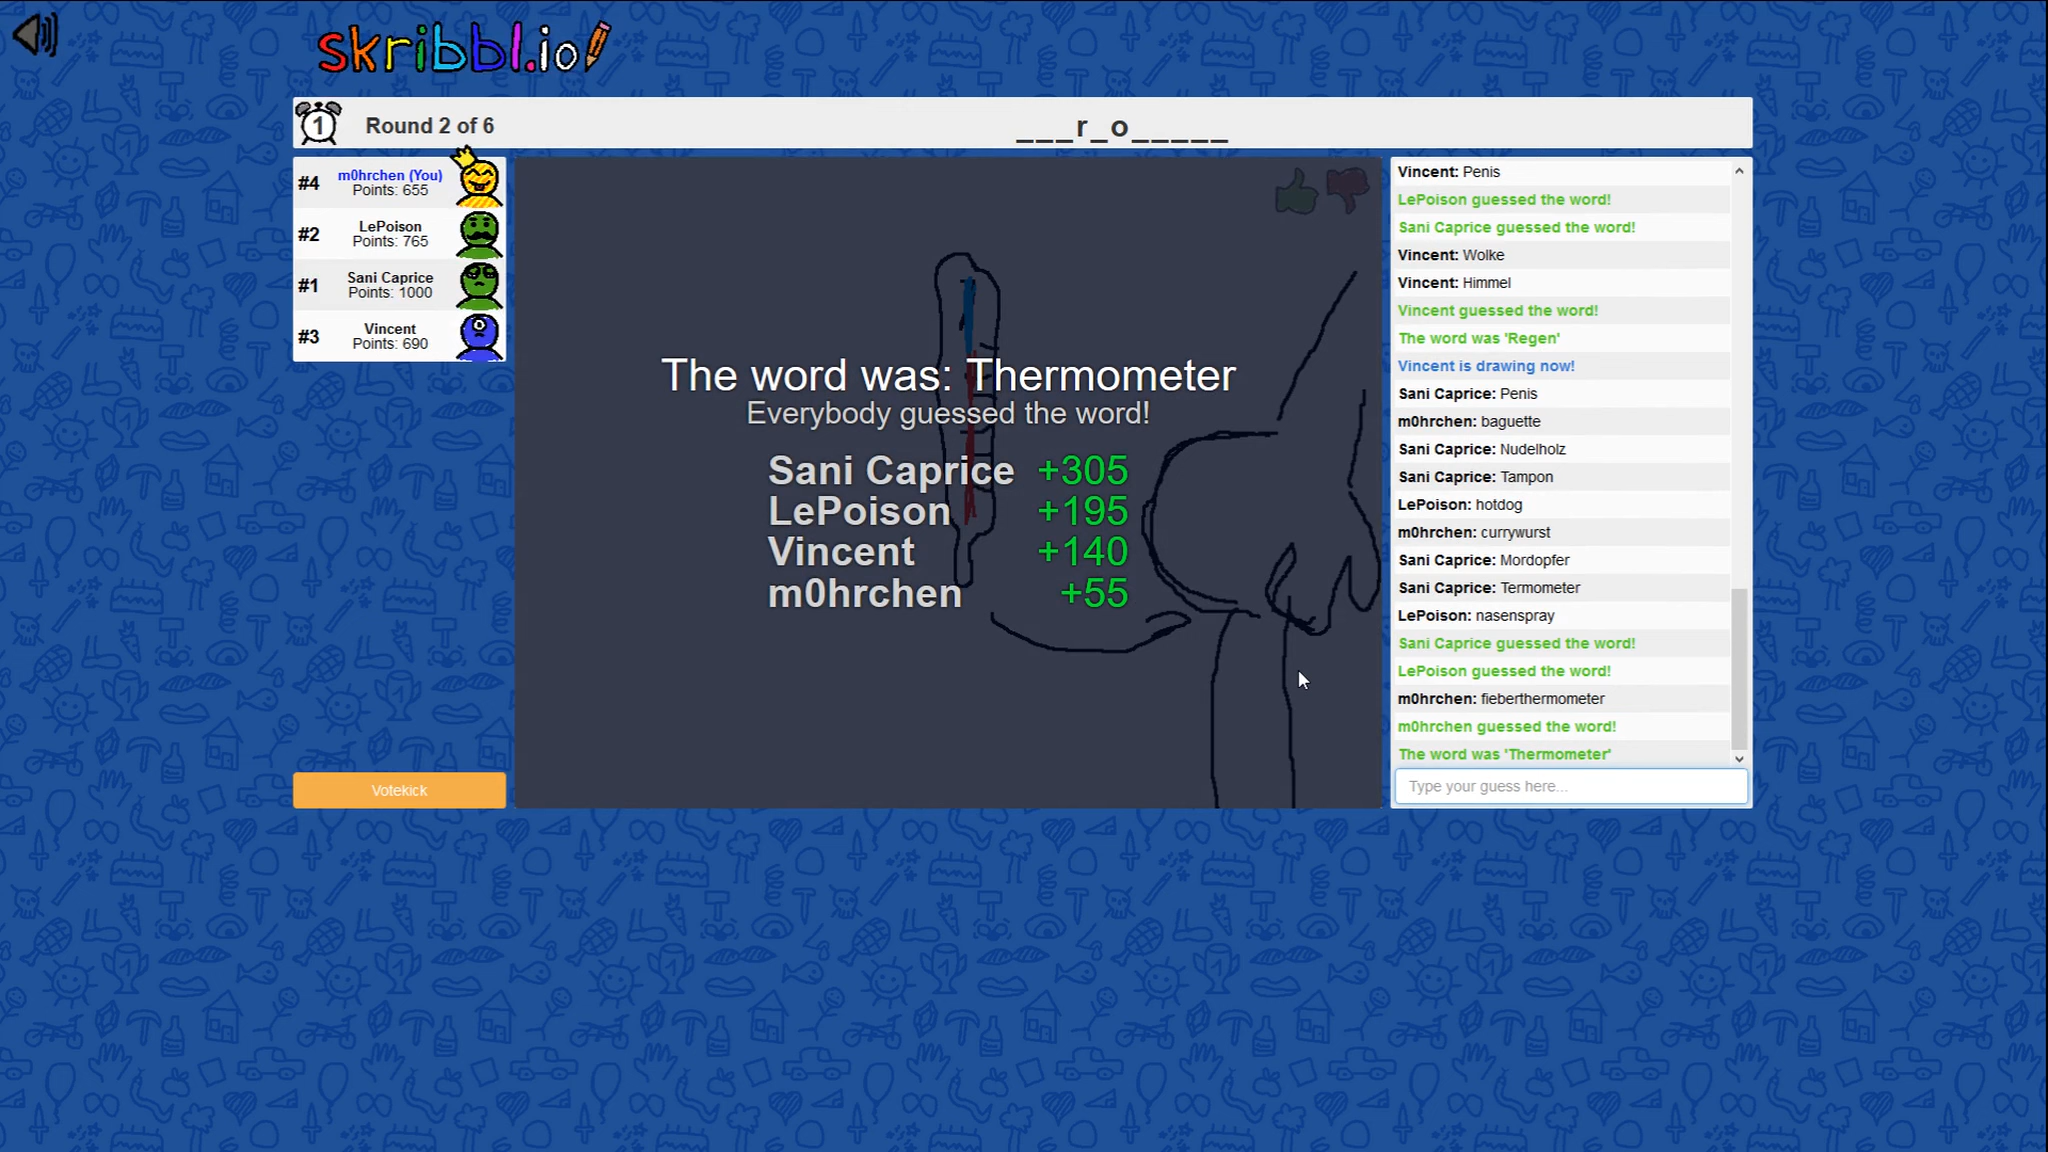 skribbl.io
1
Round 2 of 6
___r_o_____
#4
m0hrchen (You)
Points: 655
#2
LePoison
Points: 765
#1
Sani Caprice
Points: 1000
#3
Vincent
Points: 690
Votekick
The word was: Thermometer
Everybody guessed the word!
Sani Caprice +305
LePoison +195
Vincent +140
m0hrchen +55
Vincent: Penis
LePoison guessed the word!
Sani Caprice guessed the word!
Vincent: Wolke
Vincent: Himmel
Vincent guessed the word!
The word was 'Regen'
Vincent is drawing now!
Sani Caprice: Penis
m0hrchen: baguette
Sani Caprice: Nudelholz
Sani Caprice: Tampon
LePoison: hotdog
m0hrchen: currywurst
Sani Caprice: Mordopfer
Sani Caprice: Termometer
LePoison: nasenspray
Sani Caprice guessed the word!
LePoison guessed the word!
m0hrchen: fieberthermometer
m0hrchen guessed the word!
The word was 'Thermometer'
Type your guess here...